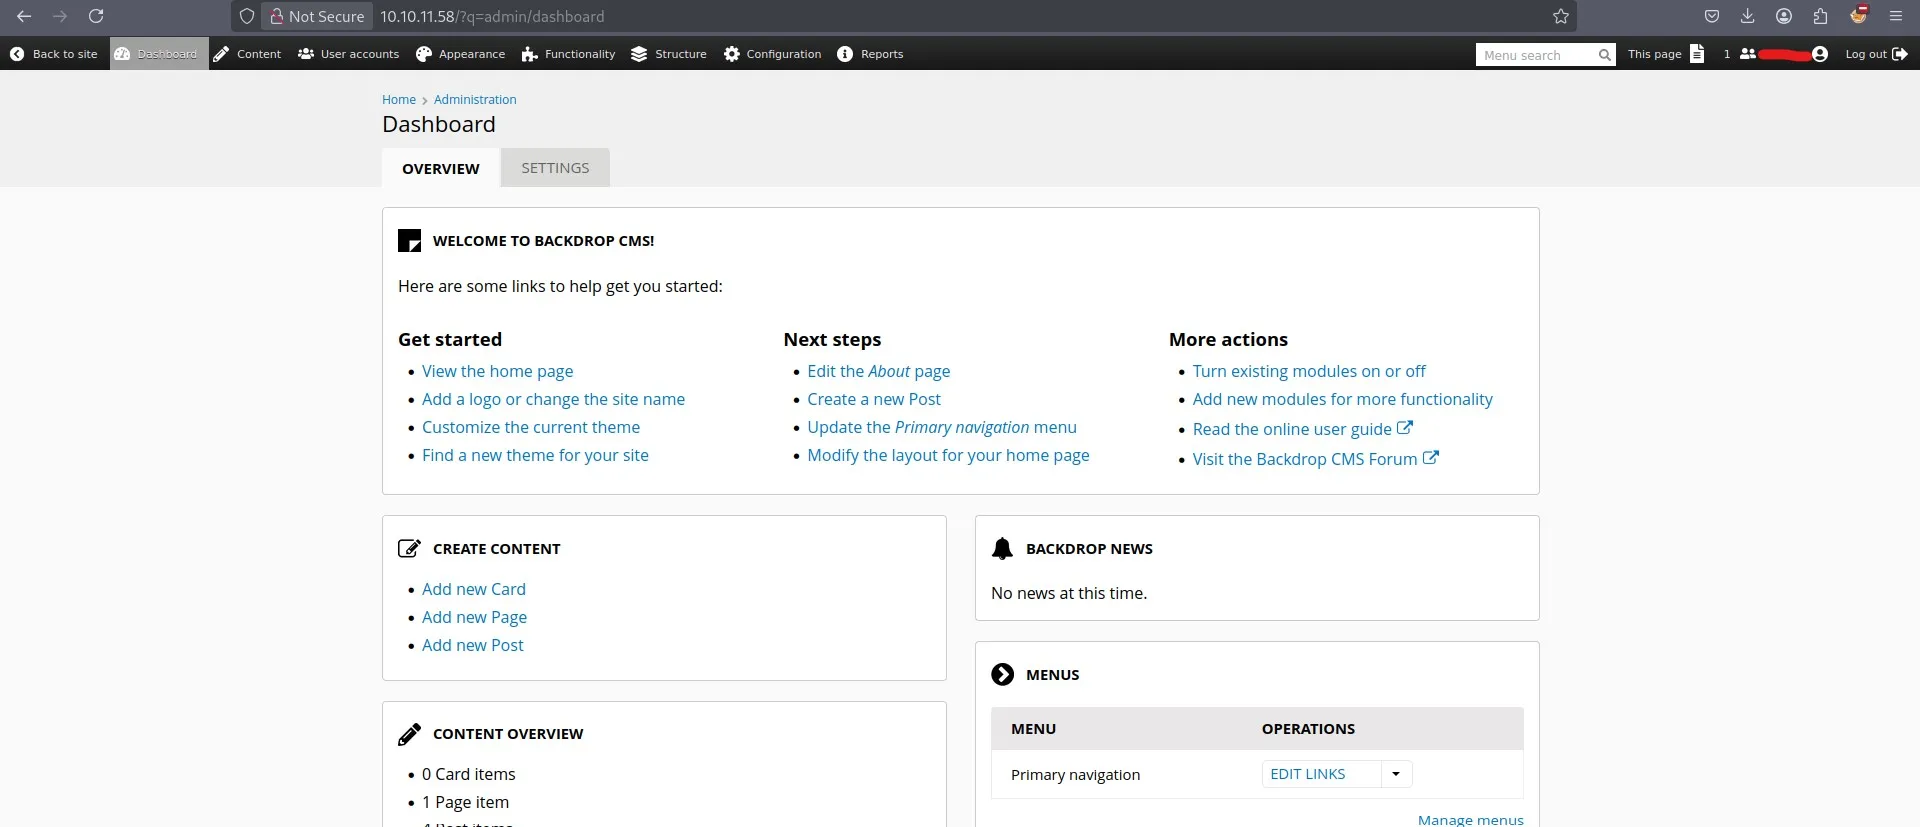 Not Secure 10.10.11.58/?q=admin/dashboard
Back to site Dashboard Content User accounts Appearance Functionality Structure Configuration Reports Menu search This page 1 Log out
Home > Administration
Dashboard
OVERVIEW SETTINGS
WELCOME TO BACKDROP CMS!
Here are some links to help get you started:
Get started
• View the home page
• Add a logo or change the site name
• Customize the current theme
• Find a new theme for your site
Next steps
• Edit the About page
• Create a new Post
• Update the Primary navigation menu
• Modify the layout for your home page
More actions
• Turn existing modules on or off
• Add new modules for more functionality
• Read the online user guide
• Visit the Backdrop CMS Forum
CREATE CONTENT
• Add new Card
• Add new Page
• Add new Post
CONTENT OVERVIEW
• 0 Card items
• 1 Page item
BACKDROP NEWS
No news at this time.
MENUS
MENU OPERATIONS
Primary navigation EDIT LINKS
Manage menus